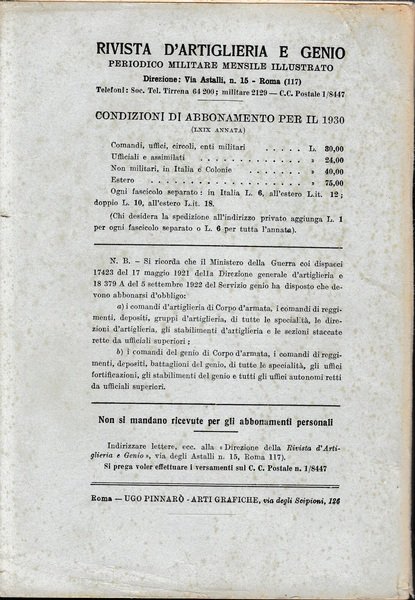 RIVISTA D'ARTIGLIERIA E GENIO
PERIODICO MILITARE MENSILE ILLUSTRATO
Direzione: Via Astalli, n. 15 - Roma (117)
Telefoni: Soc. Tel. Tirrena 64 209; militare 2129 — C.C. Postale 1/8447
CONDIZIONI DI ABBONAMENTO PER IL 1930
(LXIX ANNATA)
Comandi, uffici, circoli, enti militari . . . . . L. 30,00
Ufficiali e assimilati . . . . . . . . . . . . » 24,00
Non militari, in Italia e Colonie . . . . . . . » 40,00
Estero . . . . . . . . . . . . . . . . . » 75,00
Ogni fascicolo separato: in Italia L. 6, all'estero L.it. 12;
doppio L. 10, all'estero L.it. 18.
(Chi desidera la spedizione all'indirizzo privato aggiunga L. 1
per ogni fascicolo separato o L. 6 per tutta l'annata).
N. B. - Si ricorda che il Ministero della Guerra coi dispacci
17423 del 17 maggio 1921 della Direzione generale d'artiglieria e
18 379 A del 5 settembre 1922 del Servizio genio ha disposto che de-
vono abbonarsi d'obbligo:
a) i comandi d'artiglieria di Corpo d'armata, i comandi di reg-
gimenti, depositi, gruppi d'artiglieria, di tutte le specialità, le dire-
zioni d'artiglieria, gli stabilimenti d'artiglieria e le sezioni staccate
rette da ufficiali superiori;
b) i comandi del genio di Corpo d'armata, i comandi di reggi-
menti, depositi, battaglioni del genio, di tutte le specialità, gli uffici
fortificazioni, gli stabilimenti del genio e tutti gli uffici autonomi retti
da ufficiali superiori.
Non si mandano ricevute per gli abbonamenti personali
Indirizzare lettere, ecc. alla « Direzione della Rivista d'Arti-
glieria e Genio », via degli Astalli n. 15, Roma 117).
Si prega voler effettuare i versamenti sul C. C. Postale n. 1/8447
Roma — UGO PINNARÒ - ARTI GRAFICHE, via degli Scipioni, 126